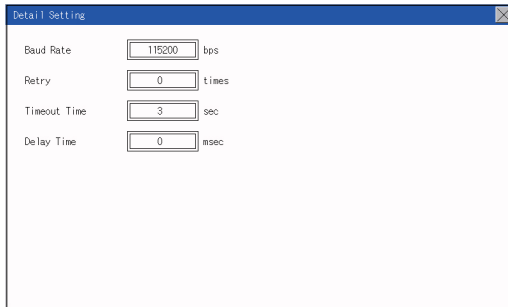 Detail Setting
Baud Rate 115200 bps
Retry 0 times
Timeout Time 3 sec
Delay Time 0 msec